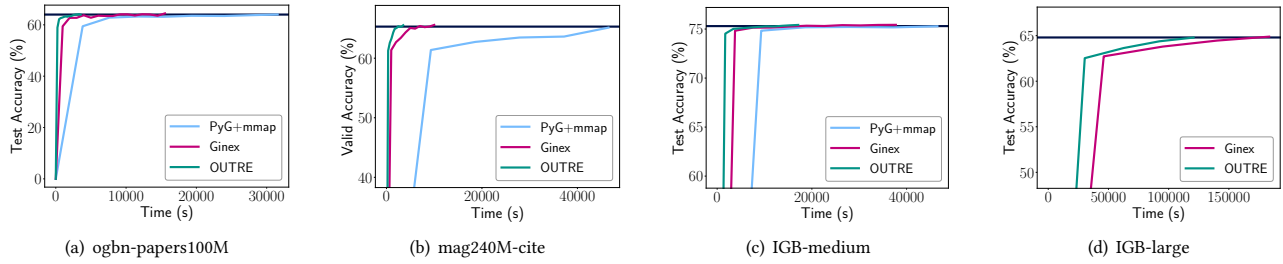 Test Accuracy (%)
60
40
20
0
PyG+mmap
Ginex
OUTRE
0 10000 20000 30000
Time (s)
(a) ogbn-papers100M
Valid Accuracy (%)
60
50
40
PyG+mmap
Ginex
OUTRE
0 20000 40000
Time (s)
(b) mag240M-cite
Test Accuracy (%)
75
70
65
60
PyG+mmap
Ginex
OUTRE
0 20000 40000
Time (s)
(c) IGB-medium
Test Accuracy (%)
65
60
55
50
Ginex
OUTRE
0 50000 100000 150000
Time (s)
(d) IGB-large